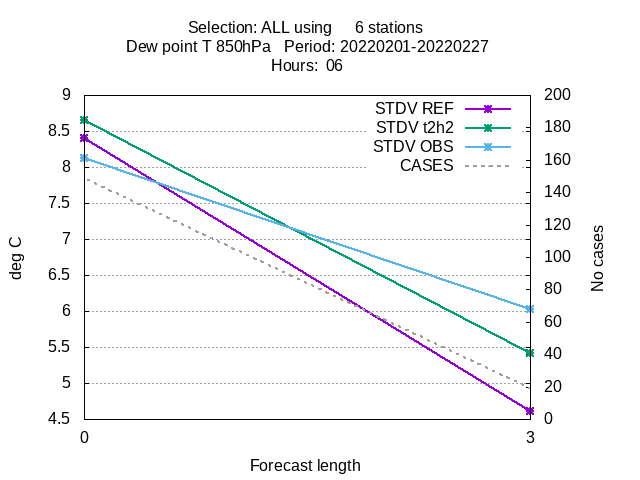 Selection: ALL using 6 stations
Dew point T 850hPa Period: 20220201-20220227
Hours: 06
STDV REF
STDV t2h2
STDV OBS
CASES
9
8.5
8
7.5
7
6.5
6
5.5
5
4.5
200
180
160
140
120
100
80
60
40
20
0
deg C
No cases
0
3
Forecast length